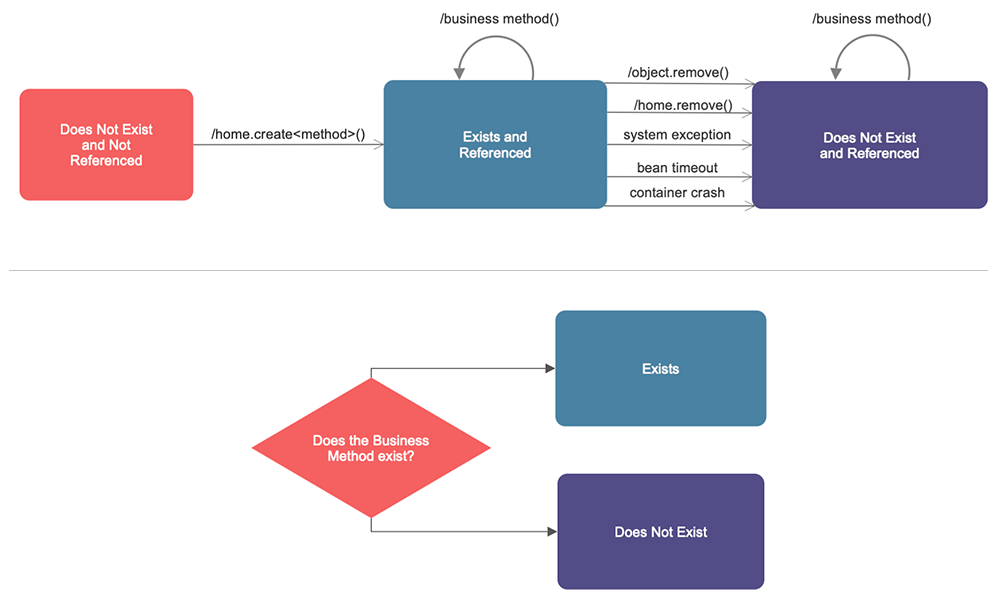 /business method()
/business method()
Does Not Exist
and Not
Referenced
/home.create<method>()
Exists and
Referenced
/object.remove()
/home.remove()
system exception
bean timeout
container crash
Does Not Exist
and Referenced
Does the Business
Method exist?
Exists
Does Not Exist